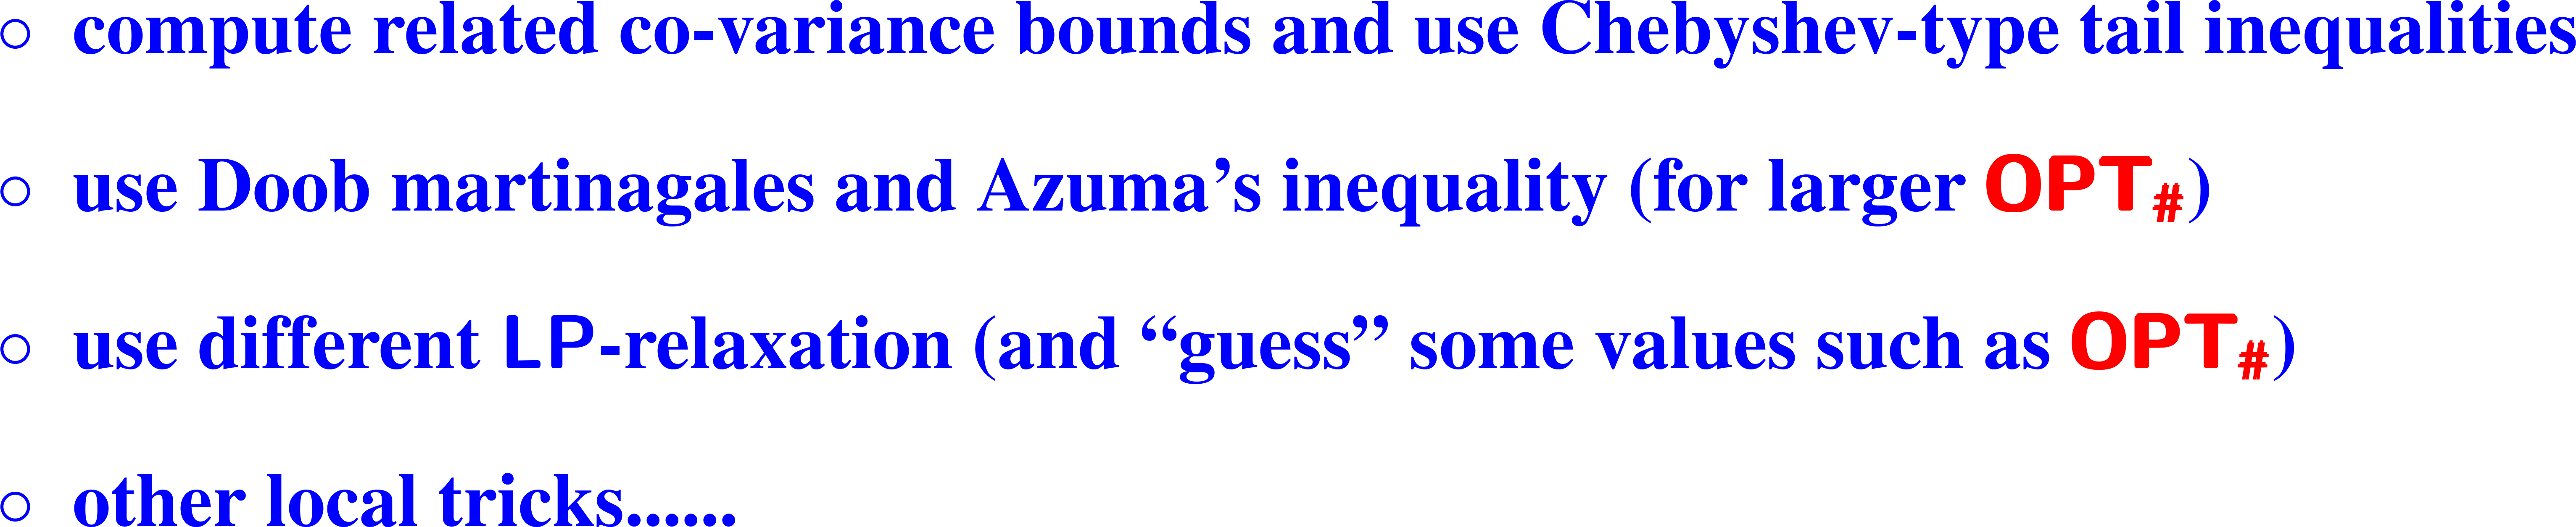 ○ compute related co-variance bounds and use Chebyshev-type tail inequalities
○ use Doob martinagales and Azuma’s inequality (for larger OPT#)
○ use different LP-relaxation (and “guess” some values such as OPT#)
○ other local tricks......